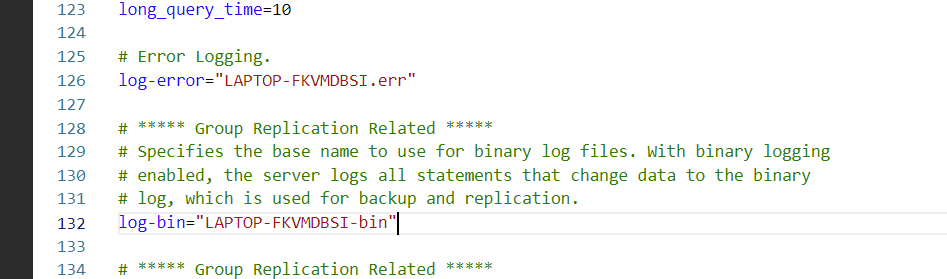 123 long_query_time=10
124
125 # Error Logging.
126 log-error="LAPTOP-FKVMDBSI.err"
127
128 # ***** Group Replication Related *****
129 # Specifies the base name to use for binary log files. With binary logging
130 # enabled, the server logs all statements that change data to the binary
131 # log, which is used for backup and replication.
132 log-bin="LAPTOP-FKVMDBSI-bin"
133
134 # ***** Group Replication Related *****